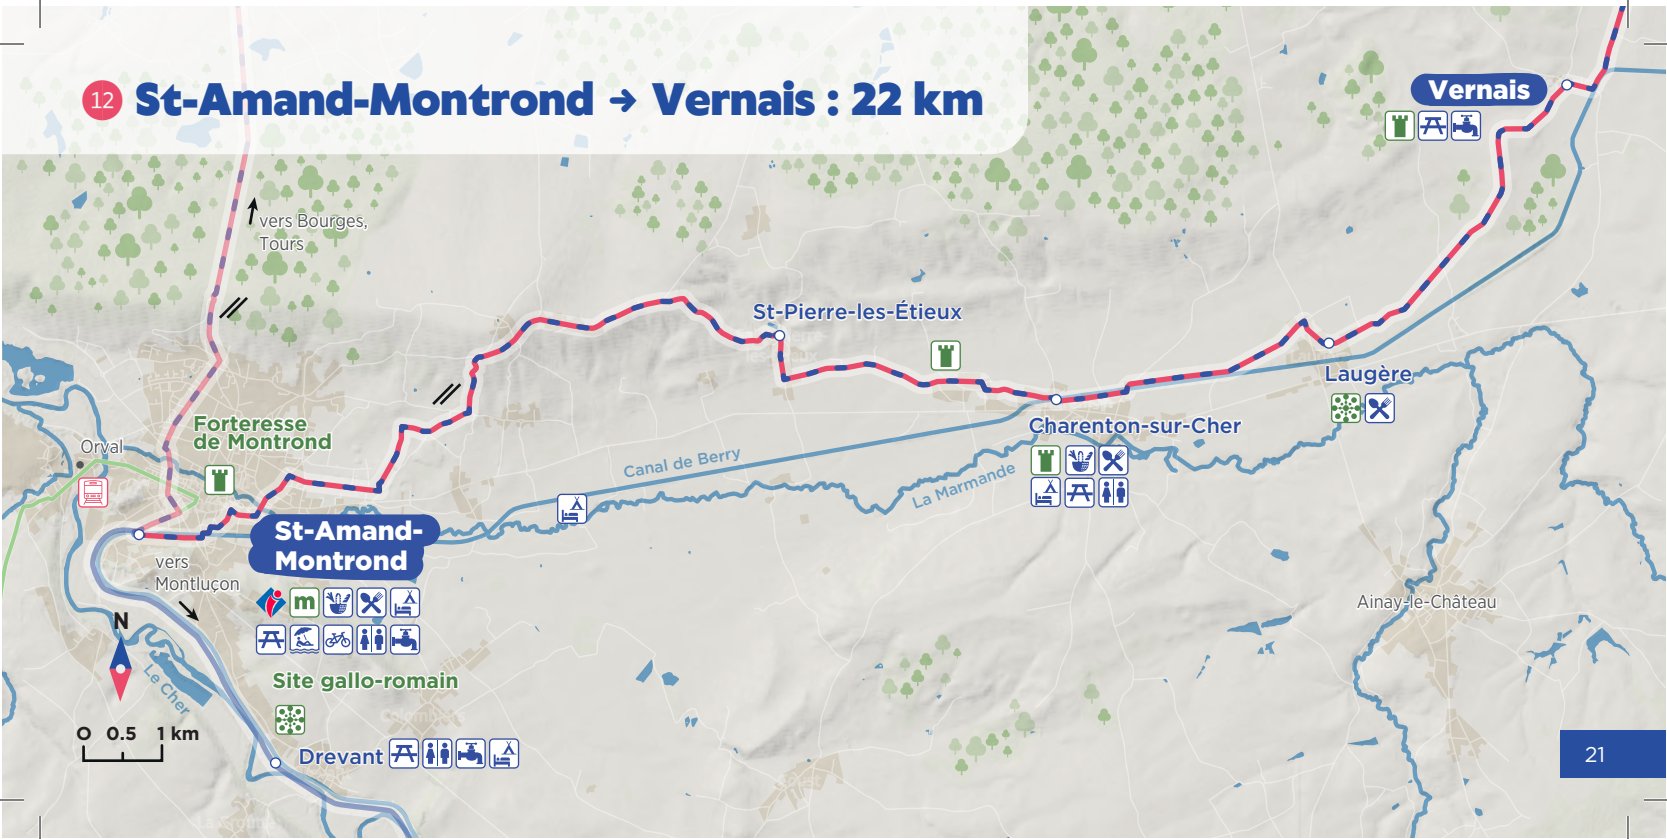 12 St-Amand-Montrond → Vernais : 22 km
Vernais
vers Bourges,
Tours
St-Pierre-les-Étieux
Laugère
Forteresse
de Montrond
Orval
Charenton-sur-Cher
Canal de Berry
La Marmande
St-Amand-
Montrond
vers
Montluçon
m
Ainay-le-Château
N
Le Cher
Site gallo-romain
0 0.5 1 km
Drevant
21